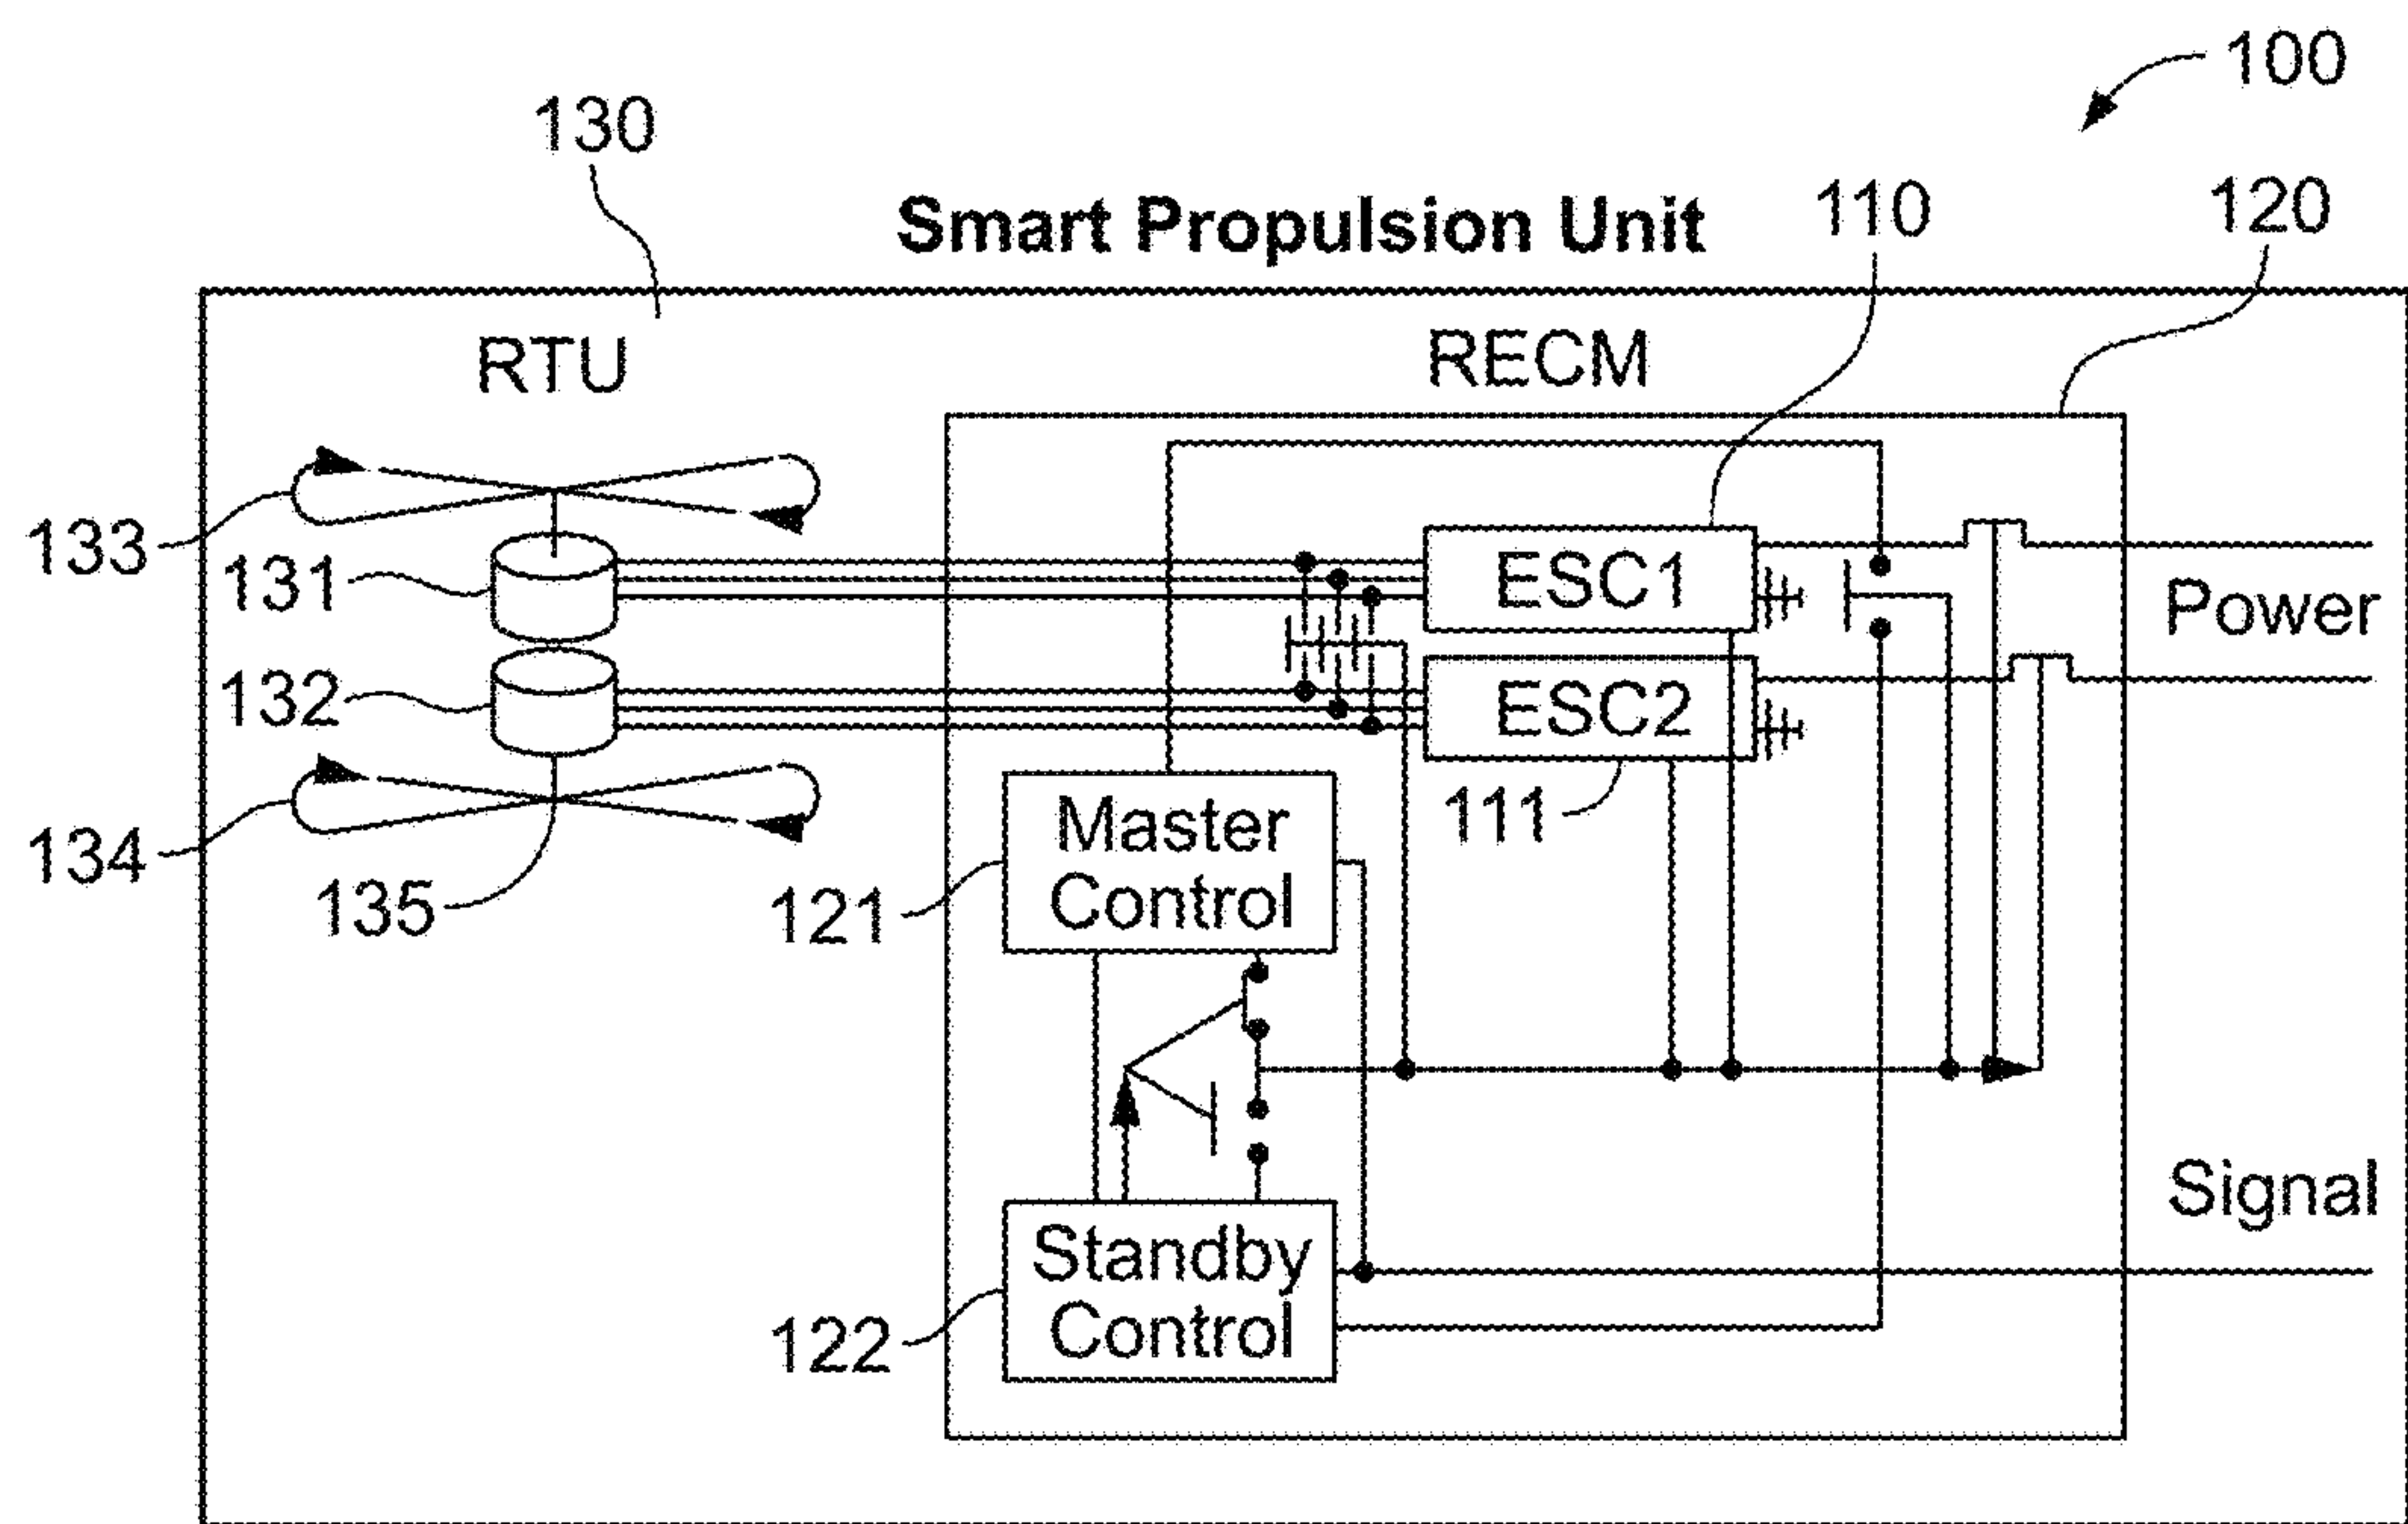 100
130
Smart Propulsion Unit
110
120
RTU
RECM
133
131
ESC1
Power
132
ESC2
111
134
135
Master
Control
121
Signal
Standby
Control
122